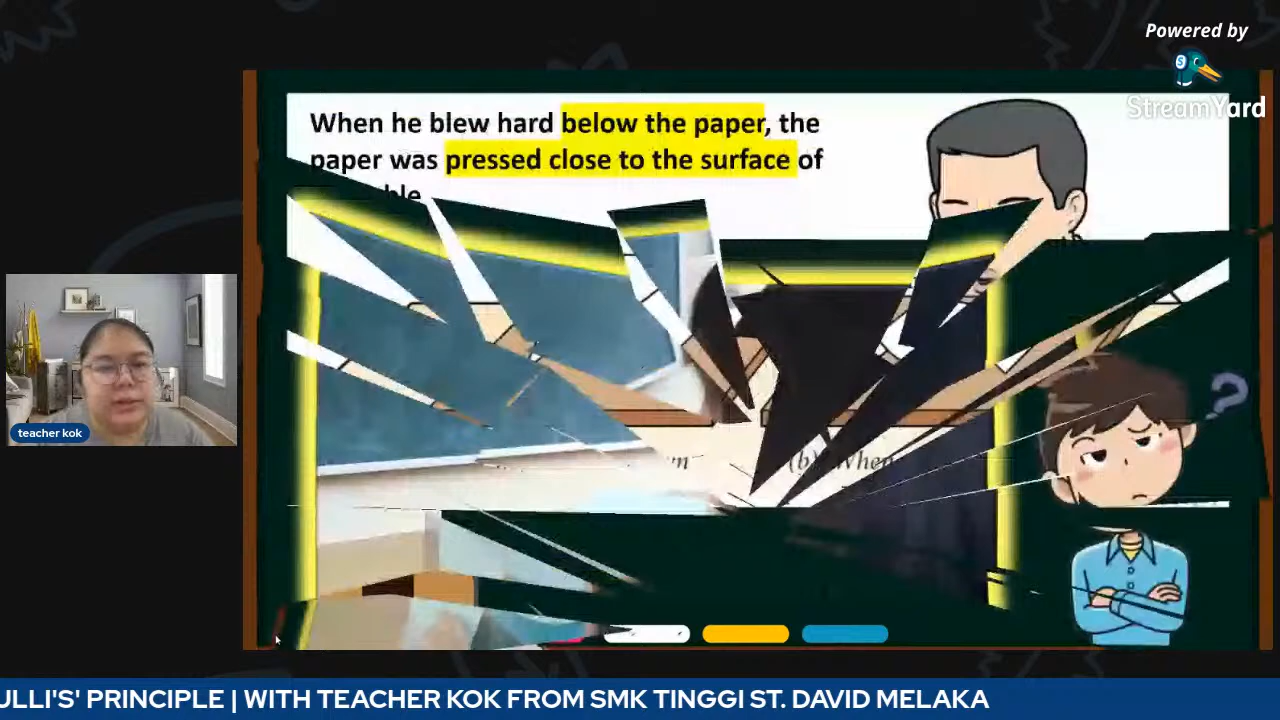 Powered by
StreamYard
When he blew hard below the paper, the
paper was pressed close to the surface of
?
(b) When
teacher kok
ULLI'S' PRINCIPLE | WITH TEACHER KOK FROM SMK TINGGI ST. DAVID MELAKA